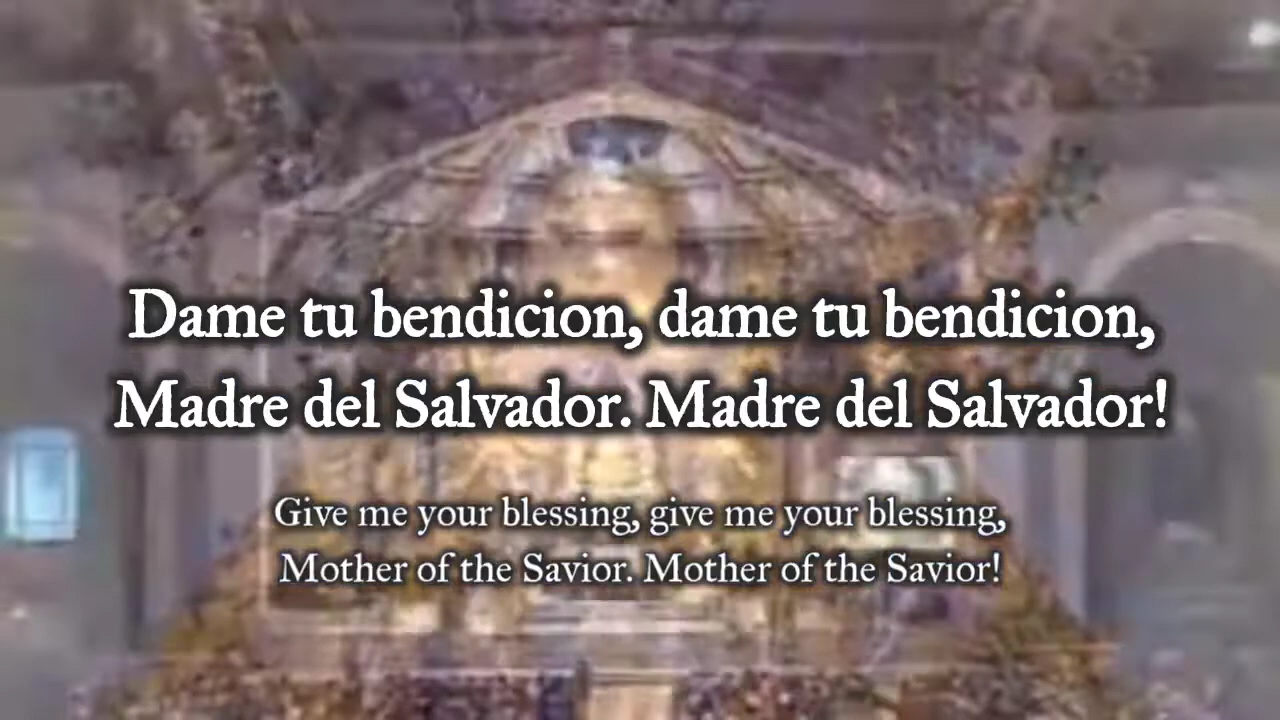 Dame tu bendicion, dame tu bendicion,
Madre del Salvador. Madre del Salvador!
Give me your blessing, give me your blessing,
Mother of the Savior. Mother of the Savior!